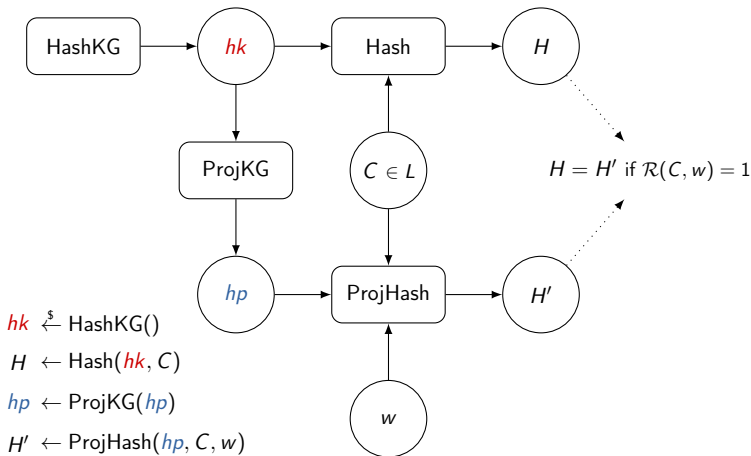 HashKG
hk
Hash
H
ProjKG
C ∈ L
H = H′ if R(C, w) = 1
hp
ProjHash
H′
hk $← HashKG()
H ← Hash(hk, C)
hp ← ProjKG(hp)
H′ ← ProjHash(hp, C, w)
w